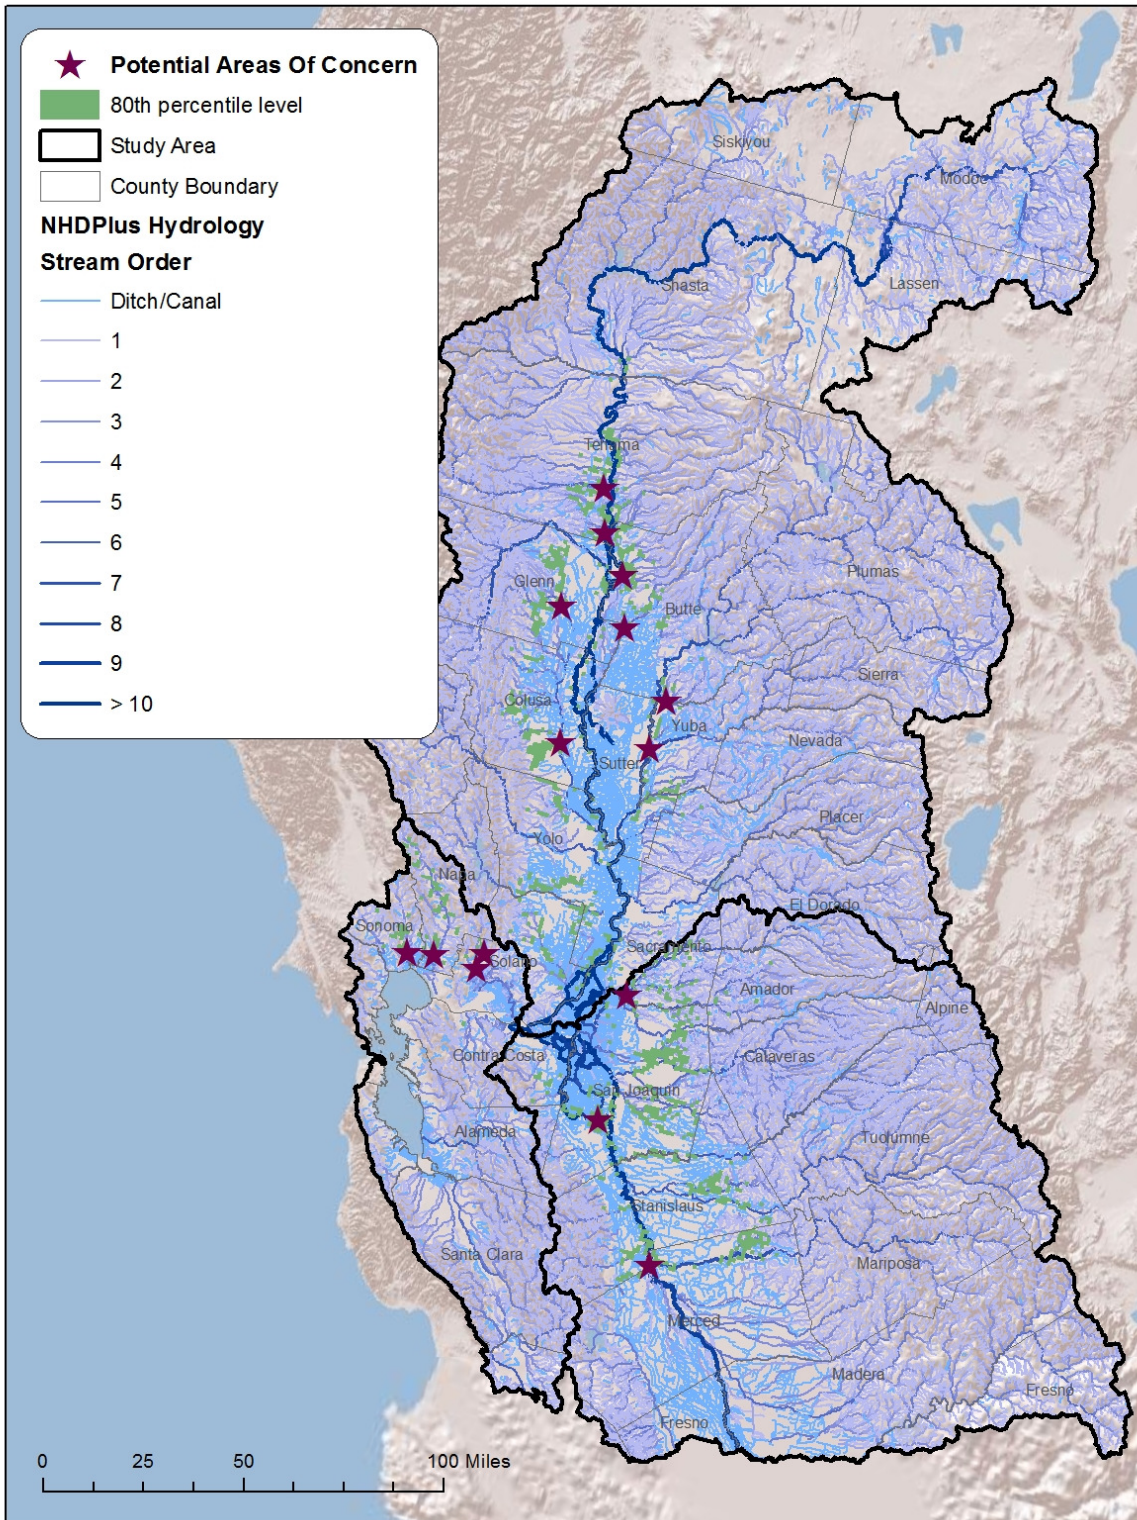 Potential Areas Of Concern
80th percentile level
Study Area
County Boundary
NHDPlus Hydrology
Stream Order
Ditch/Canal
1
2
3
4
5
6
7
8
9
> 10
Siskiyou
Modoc
Shasta
Lassen
Tehama
Plumas
Glenn
Butte
Sierra
Colusa
Yuba
Nevada
Sutter
Placer
Yolo
Napa
El Dorado
Sonoma
Sacramento
Solano
Amador
Alpine
Contra Costa
Calaveras
San Joaquin
Alameda
Tuolumne
Stanislaus
Santa Clara
Mariposa
Merced
Madera
Fresno
Fresno
0 25 50 100 Miles